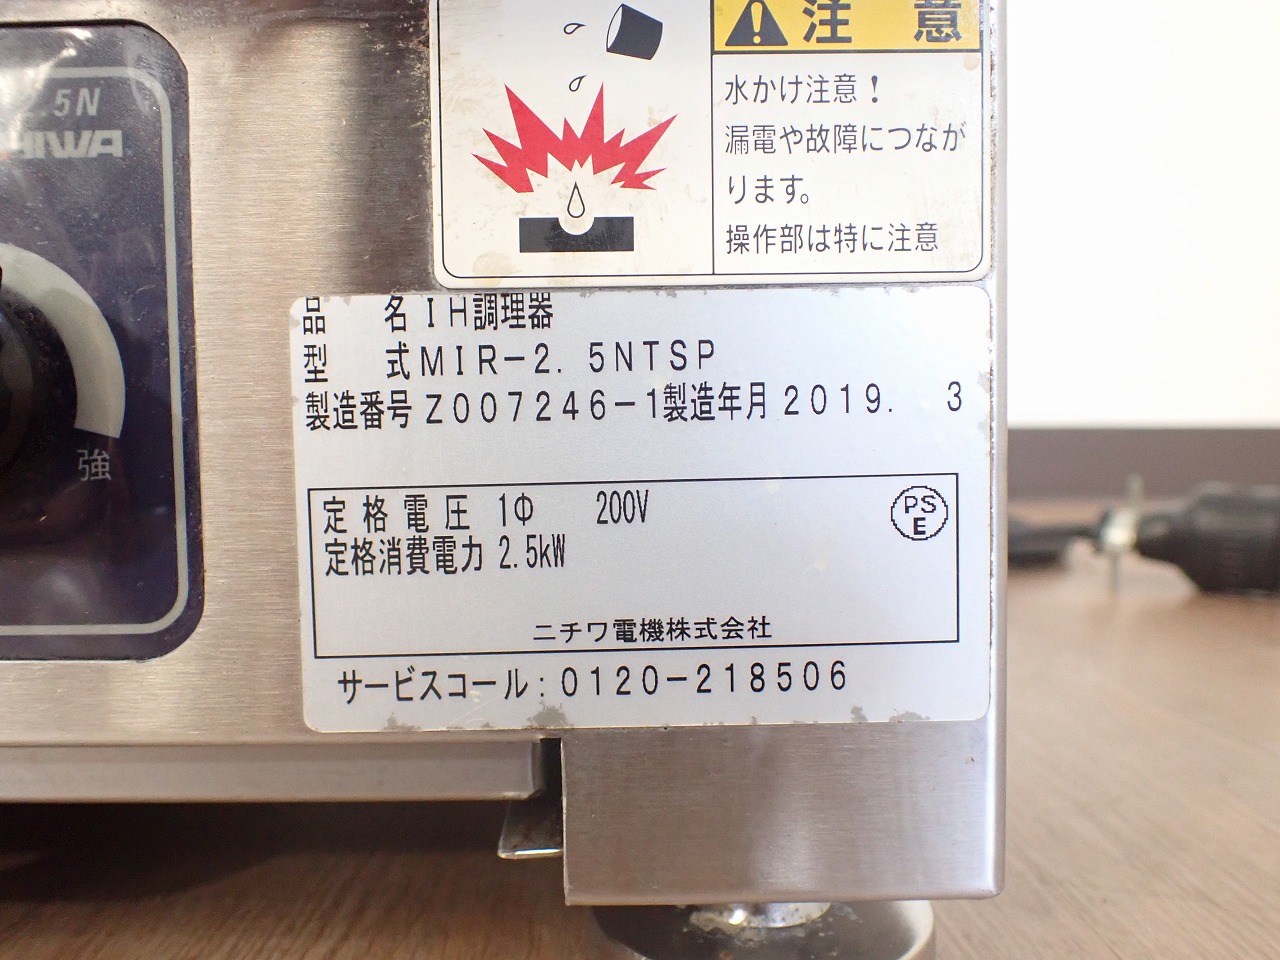 5N
注 意
水かけ注意！
漏電や故障につなが
ります。
操作部は特に注意
強
品 名 IH調理器
型 式 MIR-2.5NTSP
製造番号 Z007246-1 製造年月 2019. 3
定格電圧 1Φ 200V
PS
E
定格消費電力 2.5kW
ニチワ電機株式会社
サービスコール：0120-218506